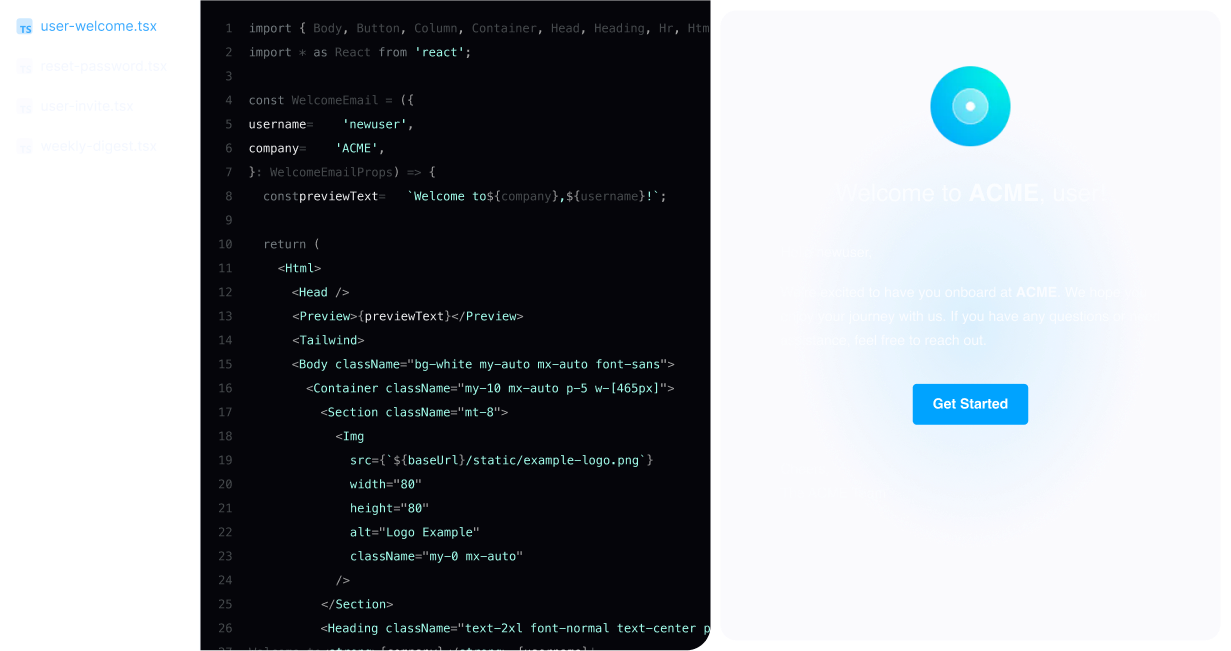 TS user-welcome.tsx
reset-password.tsx
user-invite.tsx
weekly-digest.tsx
1 import { Body, Button, Column, Container, Head, Heading, Hr, Htm
2 import * as React from 'react';
3
4 const WelcomeEmail = ({
5 username= 'newuser',
6 company= 'ACME',
7 }: WelcomeEmailProps) => {
8 constpreviewText= `Welcome to${company},${username}!`;
9
10 return (
11 <Html>
12 <Head />
13 <Preview>{previewText}</Preview>
14 <Tailwind>
15 <Body className="bg-white my-auto mx-auto font-sans">
16 <Container className="my-10 mx-auto p-5 w-[465px]">
17 <Section className="mt-8">
18 <Img
19 src={`${baseUrl}/static/example-logo.png`}
20 width="80"
21 height="80"
22 alt="Logo Example"
23 className="my-0 mx-auto"
24 />
25 </Section>
26 <Heading className="text-2xl font-normal text-center p
Welcome to ACME, user!
excited to have you onboard at ACME. We
your journey with us. If you have any questions
feel free to reach out.
Get Started